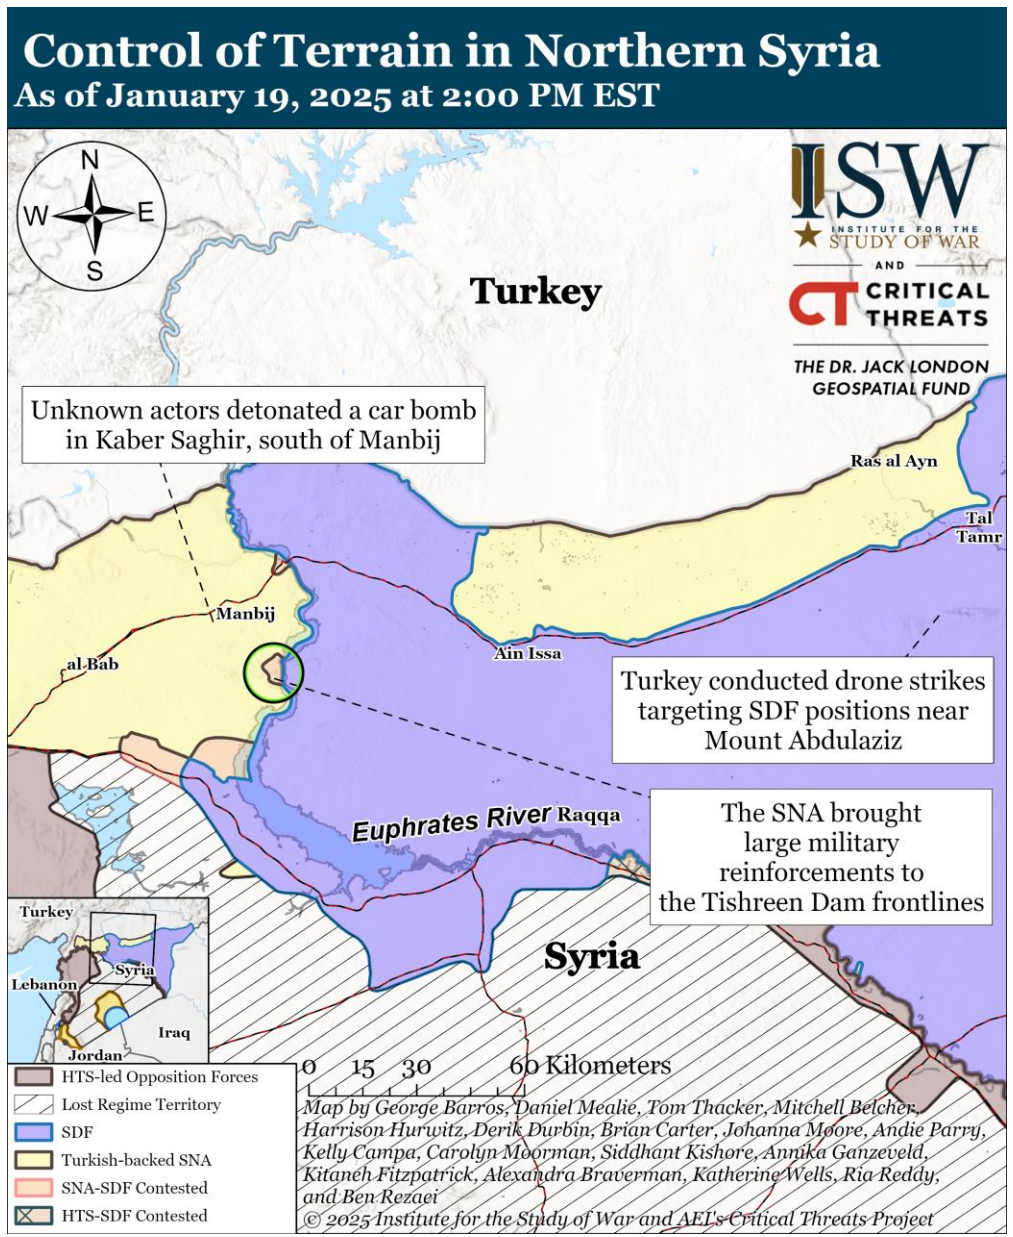 Control of Terrain in Northern Syria
As of January 19, 2025 at 2:00 PM EST
N
W E
S
ISW
INSTITUTE FOR THE
STUDY OF WAR
AND
CT CRITICAL
THREATS
THE DR. JACK LONDON
GEOSPATIAL FUND
Turkey
Unknown actors detonated a car bomb
in Kaber Saghir, south of Manbij
Ras al Ayn
Tal
Tamr
Manbij
Ain Issa
al Bab
Turkey conducted drone strikes
targeting SDF positions near
Mount Abdulaziz
Euphrates River
Raqqa
The SNA brought
large military
reinforcements to
the Tishreen Dam frontlines
Syria
Turkey
Syria
Lebanon
Iraq
Jordan
HTS-led Opposition Forces
Lost Regime Territory
SDF
Turkish-backed SNA
SNA-SDF Contested
HTS-SDF Contested
0 15 30 60 Kilometers
Map by George Barros, Daniel Mealie, Tom Thacker, Mitchell Belcher,
Harrison Hurwitz, Derik Durbin, Brian Carter, Johanna Moore, Andie Parry,
Kelly Campa, Carolyn Moorman, Siddhant Kishore, Annika Ganzeveld,
Kitaneh Fitzpatrick, Alexandra Braverman, Katherine Wells, Ria Reddy,
and Ben Rezaei
© 2025 Institute for the Study of War and AEI's Critical Threats Project